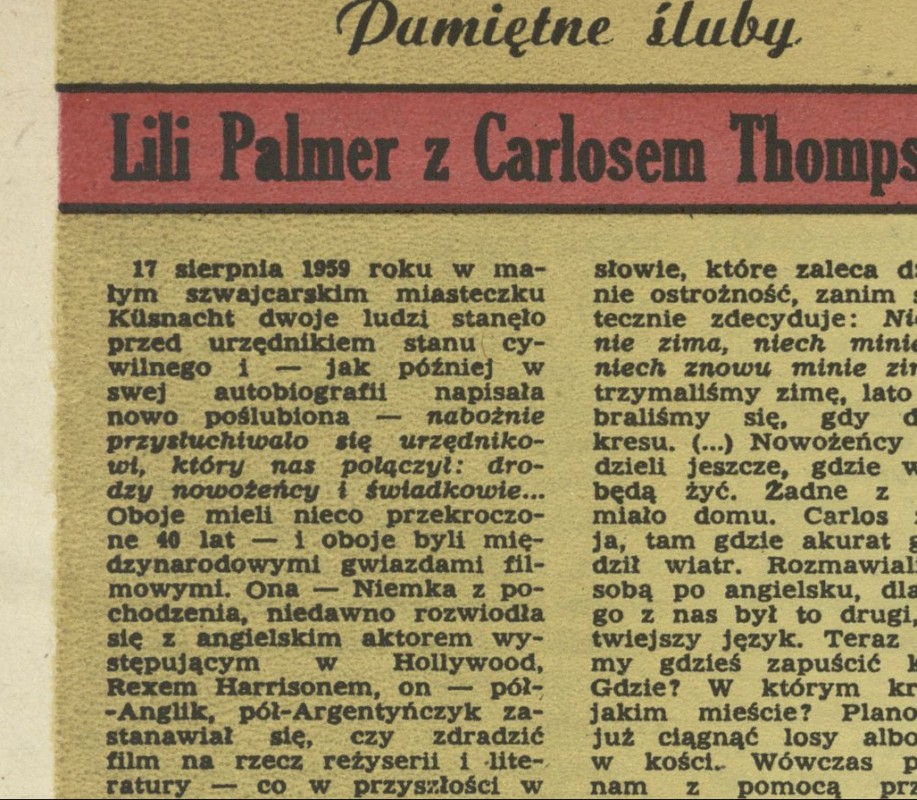 Pamiętne śluby
Lili Palmer z Carlosem Thomps
17 sierpnia 1959 roku w ma-
łym szwajcarskim miasteczku
Küsnacht dwoje ludzi stanęło
przed urzędnikiem stanu cy-
wilnego i — jak później w
swej autobiografii napisała
nowo poślubiona — nabożnie
przysłuchiwało się urzędniko-
wi, który nas połączył: dro-
dzy nowożeńcy i świadkowie...
Oboje mieli nieco przekroczo-
ne 40 lat — i oboje byli mię-
dzynarodowymi gwiazdami fil-
mowymi. Ona — Niemka z po-
chodzenia, niedawno rozwiodła
się z angielskim aktorem wy-
stępującym w Hollywood,
Rexem Harrisonem, on — pół-
-Anglik, pół-Argentyńczyk za-
stanawiał się, czy zdradzić
film na rzecz reżyserii i lite-
ratury — co w przyszłości w
słowie, które zaleca
nie ostrożność, zanim
tecznie zdecyduje: Nie
nie zima, niech minie
niech znowu minie
trzymaliśmy zimę, lato
braliśmy się, gdy
kresu. (...) Nowożeńcy
dzieli jeszcze, gdzie
będą żyć. Żadne z
miało domu. Carlos
ja, tam gdzie akurat
dził wiatr. Rozmawiali
sobą po angielsku,
go z nas był to drugi,
twiejszy język. Teraz
my gdzieś zapuścić
Gdzie? W którym
jakim mieście? Plano
już ciągnąć losy albo
w kości. Wówczas
nam z pomocą